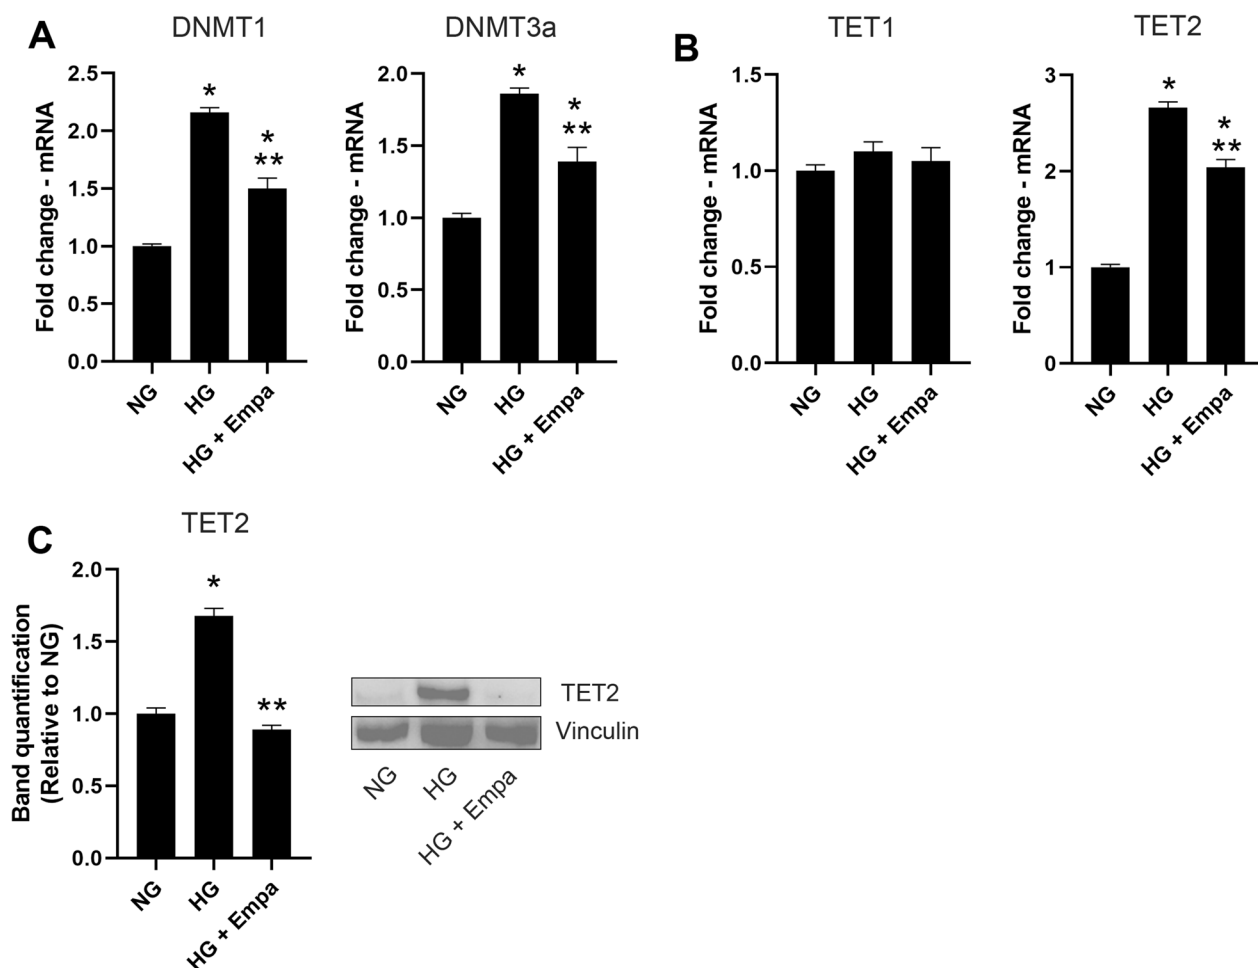 A
DNMT1
Fold change - mRNA
2.5
2.0
1.5
1.0
0.5
0.0
*
*
**
NG
HG
HG + Empa
DNMT3a
Fold change - mRNA
2.0
1.5
1.0
0.5
0.0
*
*
**
NG
HG
HG + Empa
B
TET1
Fold change - mRNA
1.5
1.0
0.5
0.0
NG
HG
HG + Empa
TET2
Fold change - mRNA
3
2
1
0
*
*
**
NG
HG
HG + Empa
C
TET2
Band quantification
(Relative to NG)
2.0
1.5
1.0
0.5
0.0
*
**
NG
HG
HG + Empa
TET2
Vinculin
NG
HG
HG + Empa